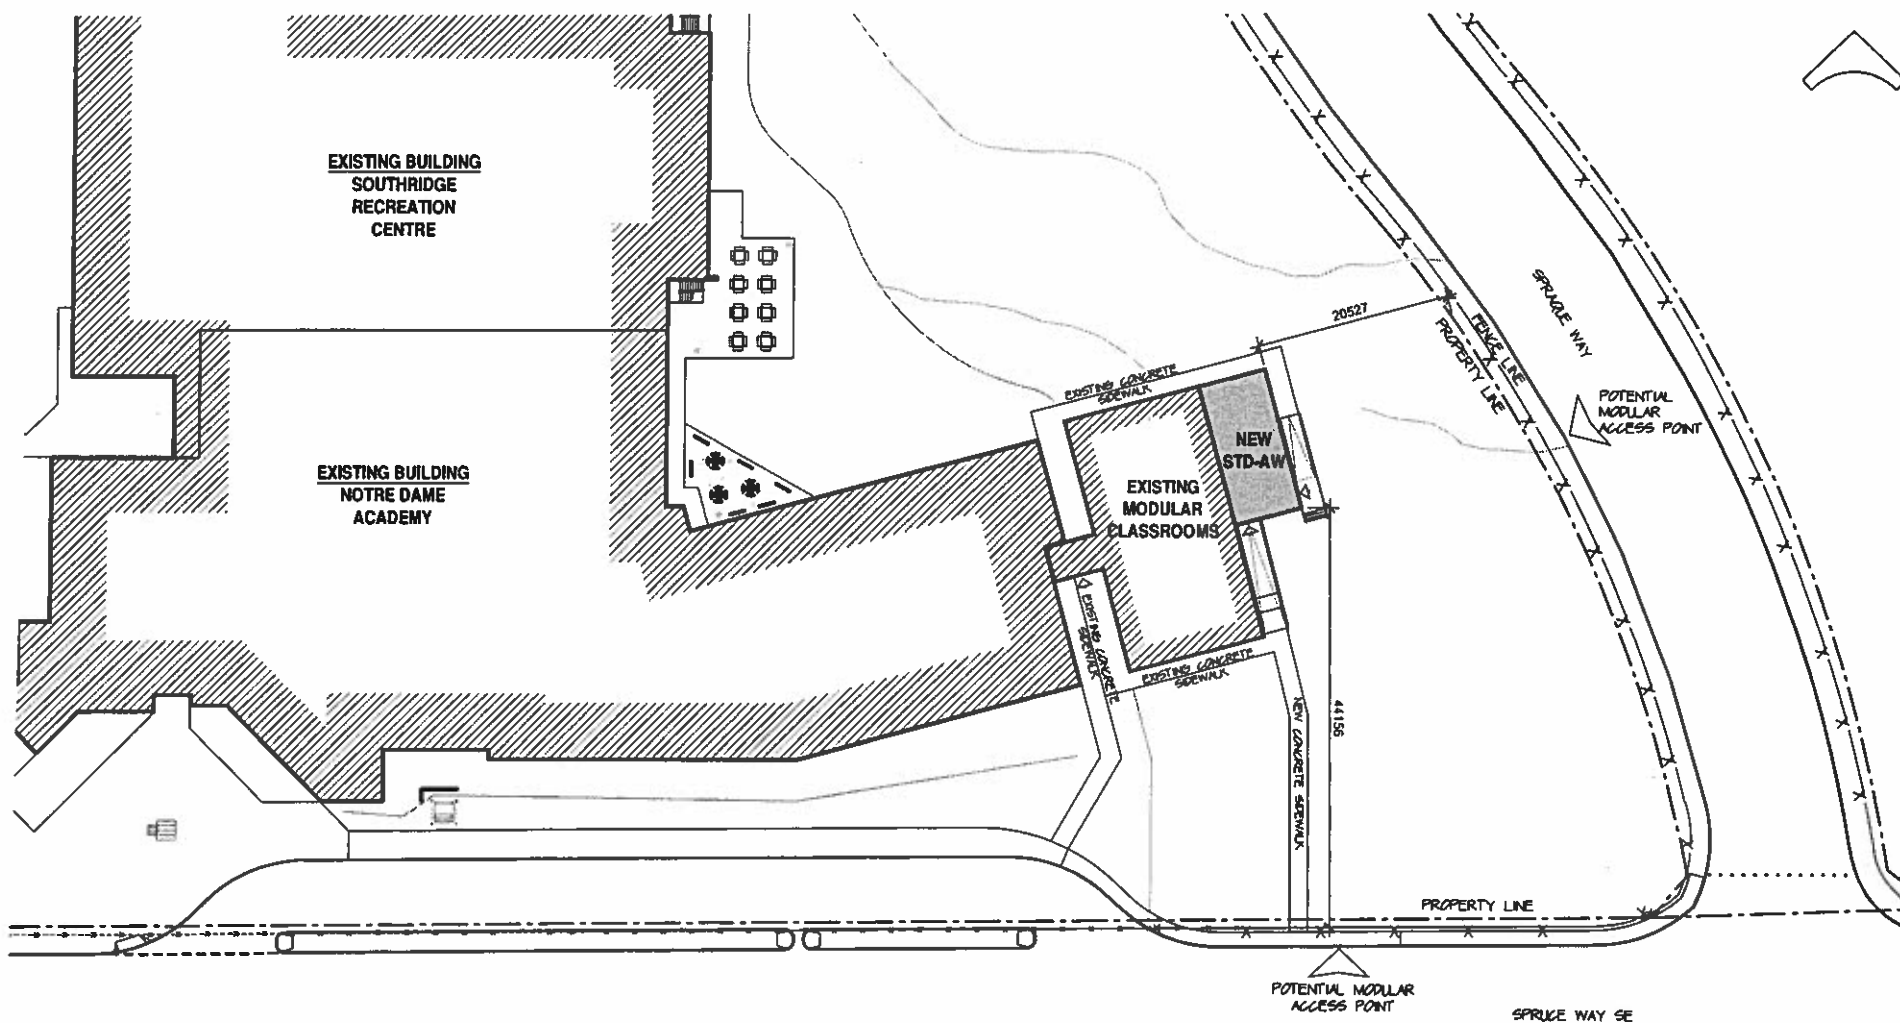 EXISTING BUILDING
SOUTHRIDGE
RECREATION
CENTRE
EXISTING BUILDING
NOTRE DAME
ACADEMY
EXISTING CONCRETE
SIDEWALK
NEW
STD-AW
EXISTING
MODULAR
CLASSROOMS
20527
FENCE LINE
PROPERTY LINE
SPRAGUE WAY
POTENTIAL
MODULAR
ACCESS POINT
EXISTING CONCRETE
SIDEWALK
EXISTING CONCRETE
SIDEWALK
NEW CONCRETE SIDEWALK
44156
PROPERTY LINE
POTENTIAL MODULAR
ACCESS POINT
SPRUCE WAY SE